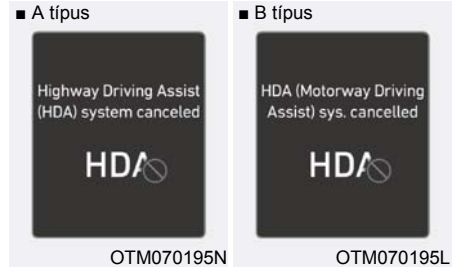 ■ A típus
Highway Driving Assist
(HDA) system canceled
HDA
OTM070195N
■ B típus
HDA (Motorway Driving
Assist) sys. cancelled
HDA
OTM070195L